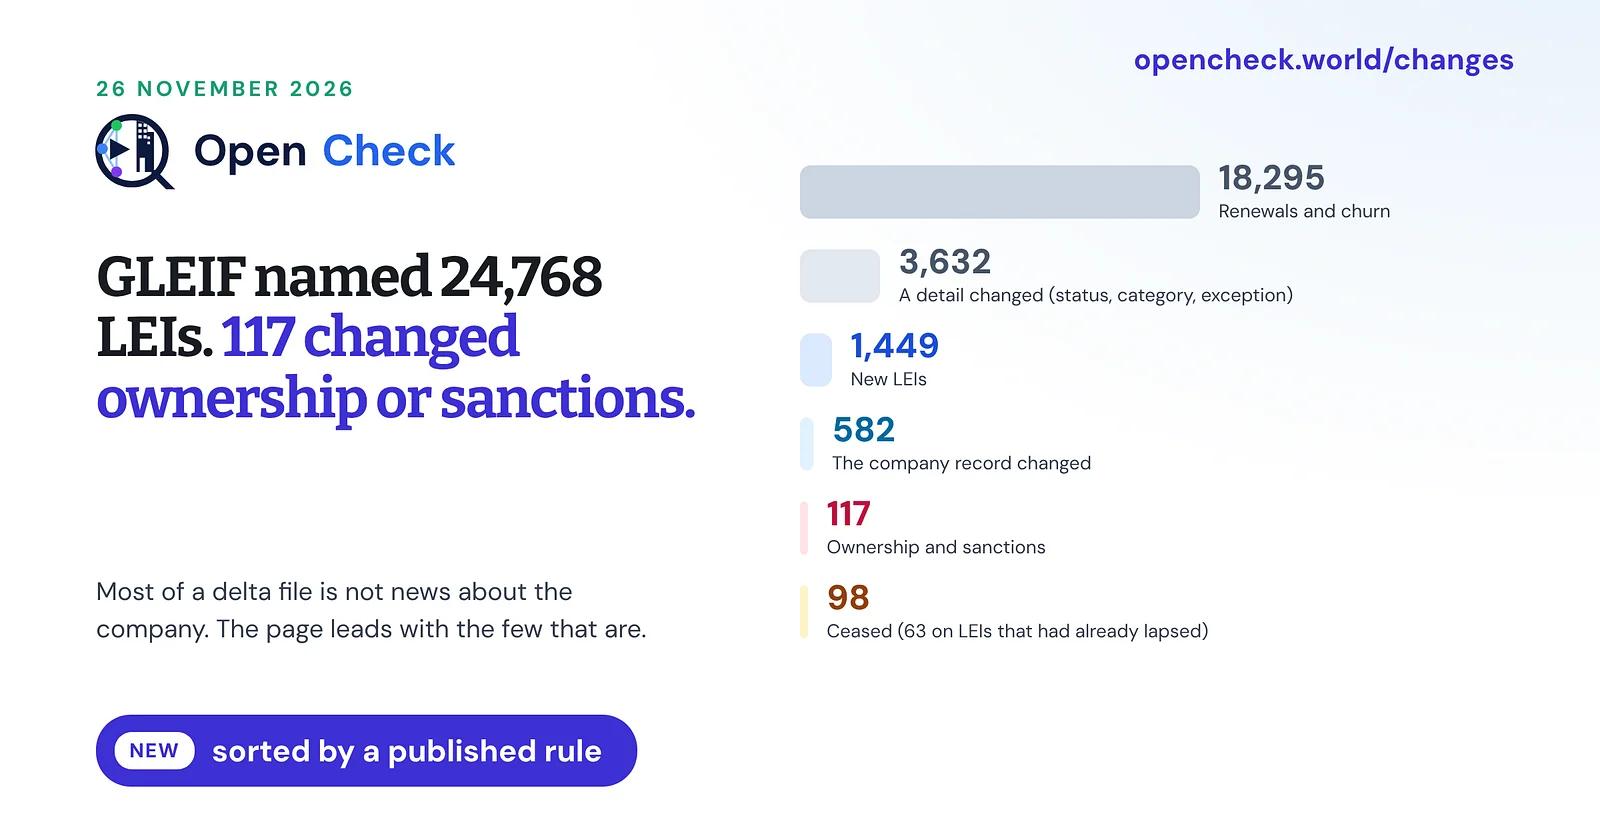 26 NOVEMBER 2026
Open Check
GLEIF named 24,768
LEIs. 117 changed
ownership or sanctions.
Most of a delta file is not news about the
company. The page leads with the few that are.
NEW sorted by a published rule
opencheck.world/changes
18,295
Renewals and churn
3,632
A detail changed (status, category, exception)
1,449
New LEIs
582
The company record changed
117
Ownership and sanctions
98
Ceased (63 on LEIs that had already lapsed)